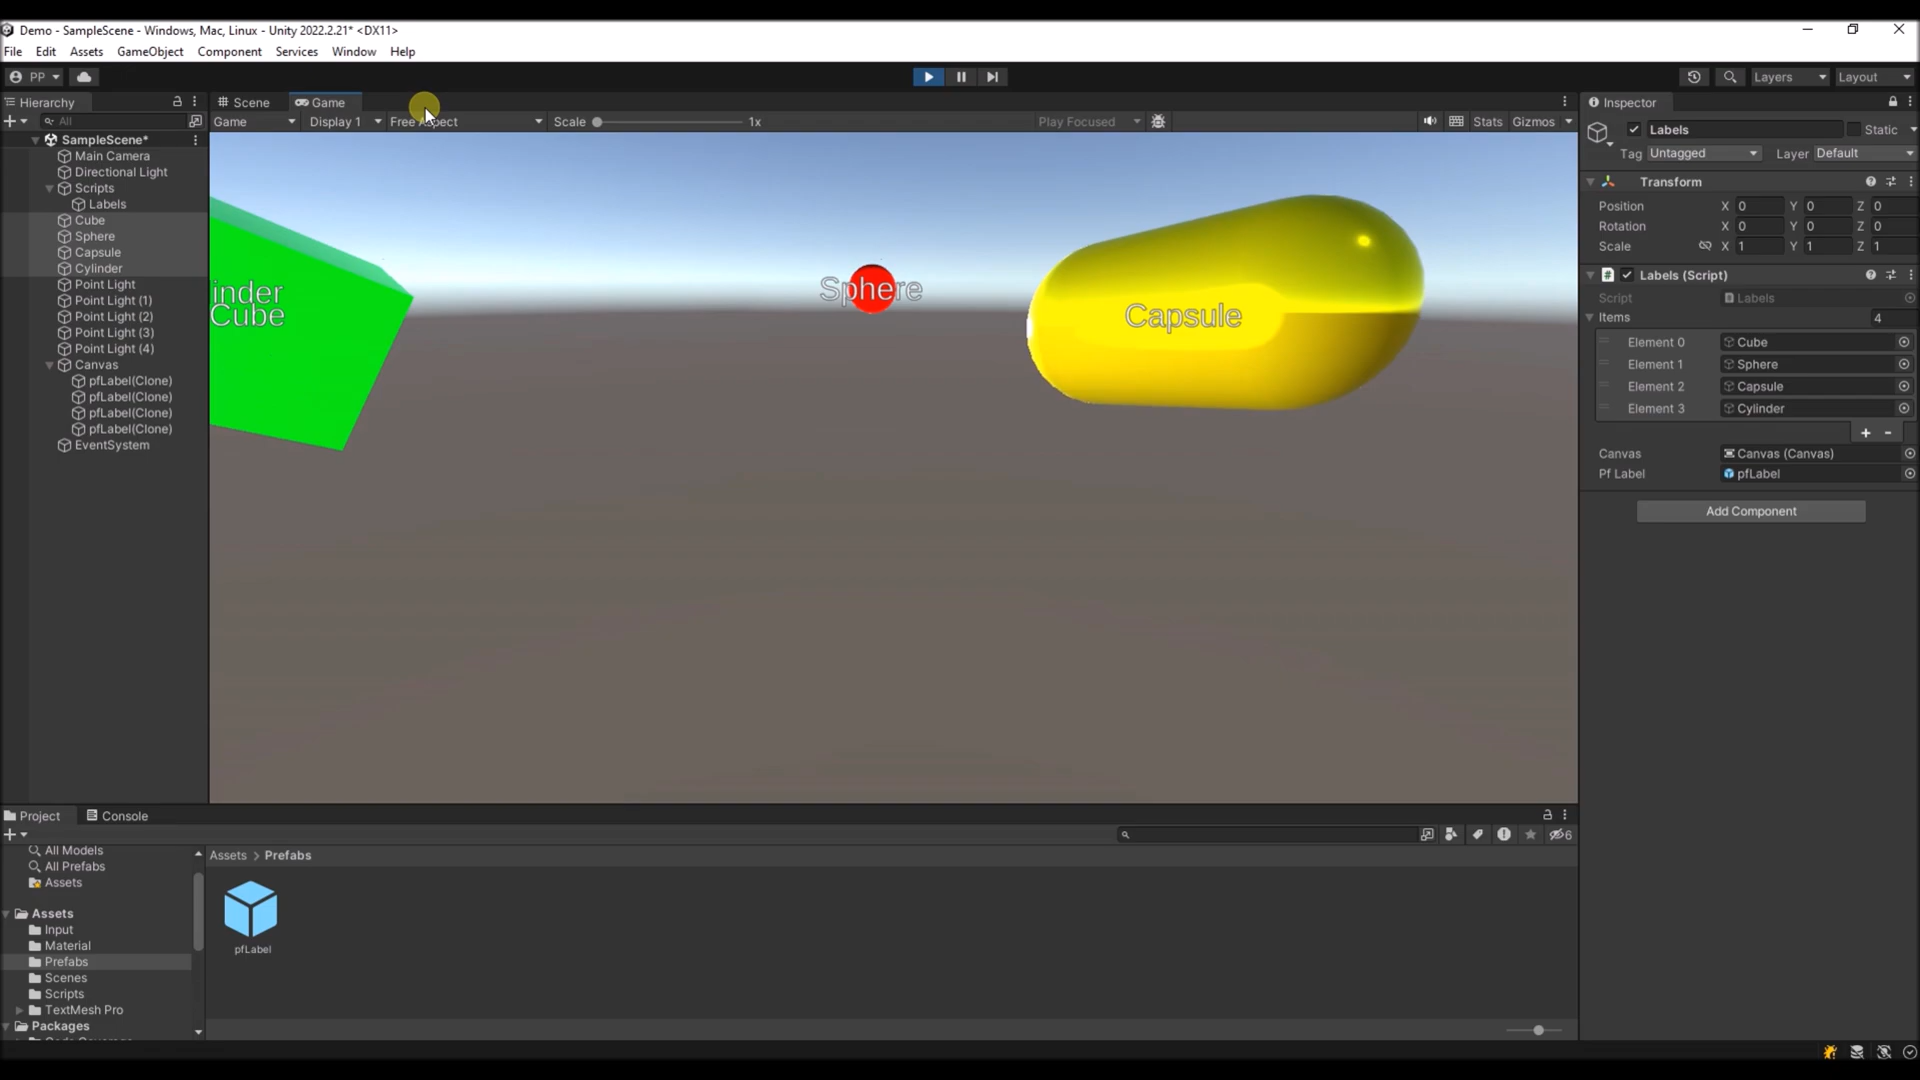 Demo - SampleScene - Windows, Mac, Linux - Unity 2022.2.21* <DX11>
File Edit Assets GameObject Component Services Window Help
PP Layers Layout
Hierarchy
All
SampleScene*
Main Camera
Directional Light
Scripts
Labels
Cube
Sphere
Capsule
Cylinder
Point Light
Point Light (1)
Point Light (2)
Point Light (3)
Point Light (4)
Canvas
pfLabel(Clone)
pfLabel(Clone)
pfLabel(Clone)
pfLabel(Clone)
EventSystem
Scene Game
Game Display 1 Free Aspect Scale 1x Play Focused Stats Gizmos
inder
Cube
Sphere
Capsule
Inspector
Labels Static
Tag Untagged Layer Default
Transform
Position X 0 Y 0 Z 0
Rotation X 0 Y 0 Z 0
Scale X 1 Y 1 Z 1
Labels (Script)
Script Labels
Items 4
Element 0 Cube
Element 1 Sphere
Element 2 Capsule
Element 3 Cylinder
+ -
Canvas Canvas (Canvas)
Pf Label pfLabel
Add Component
Project Console
6
All Models
All Prefabs
Assets
Assets
Input
Material
Prefabs
Scenes
Scripts
TextMesh Pro
Packages
Assets > Prefabs
pfLabel